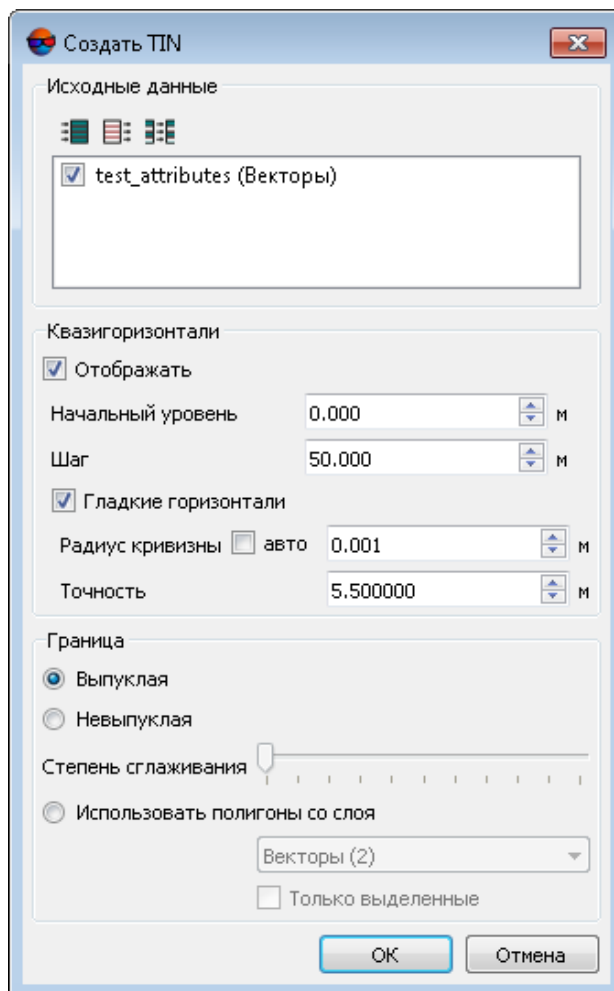 Создать TIN
Исходные данные
test_attributes (Векторы)
Квазигоризонтали
Отображать
Начальный уровень 0.000 м
Шаг 50.000 м
Гладкие горизонтали
Радиус кривизны авто 0.001 м
Точность 5.500000 м
Граница
Выпуклая
Невыпуклая
Степень сглаживания
Использовать полигоны со слоя
Векторы (2)
Только выделенные
OK Отмена